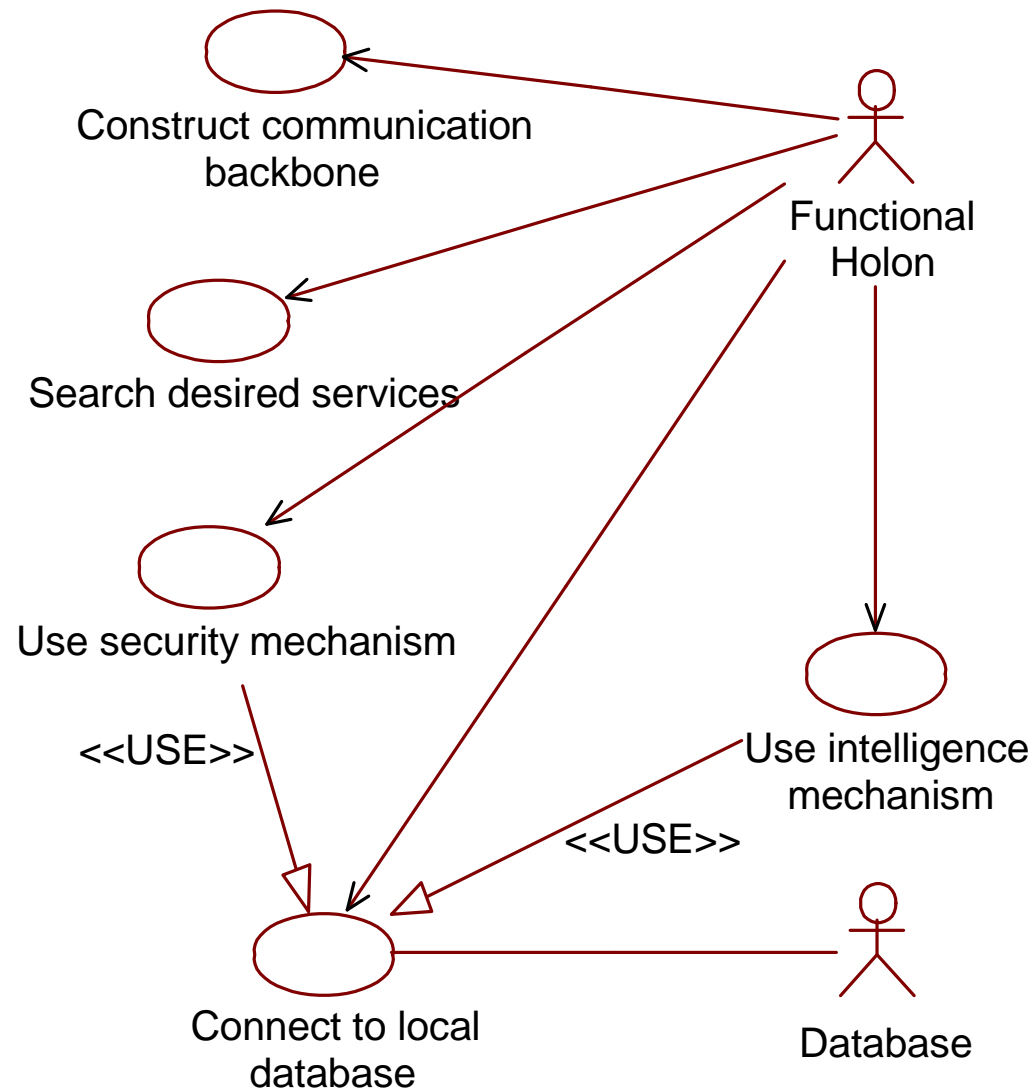 Construct communication
backbone
Functional
Holon
Search desired services
Use security mechanism
<<USE>>
Use intelligence
mechanism
<<USE>>
Connect to local
database
Database